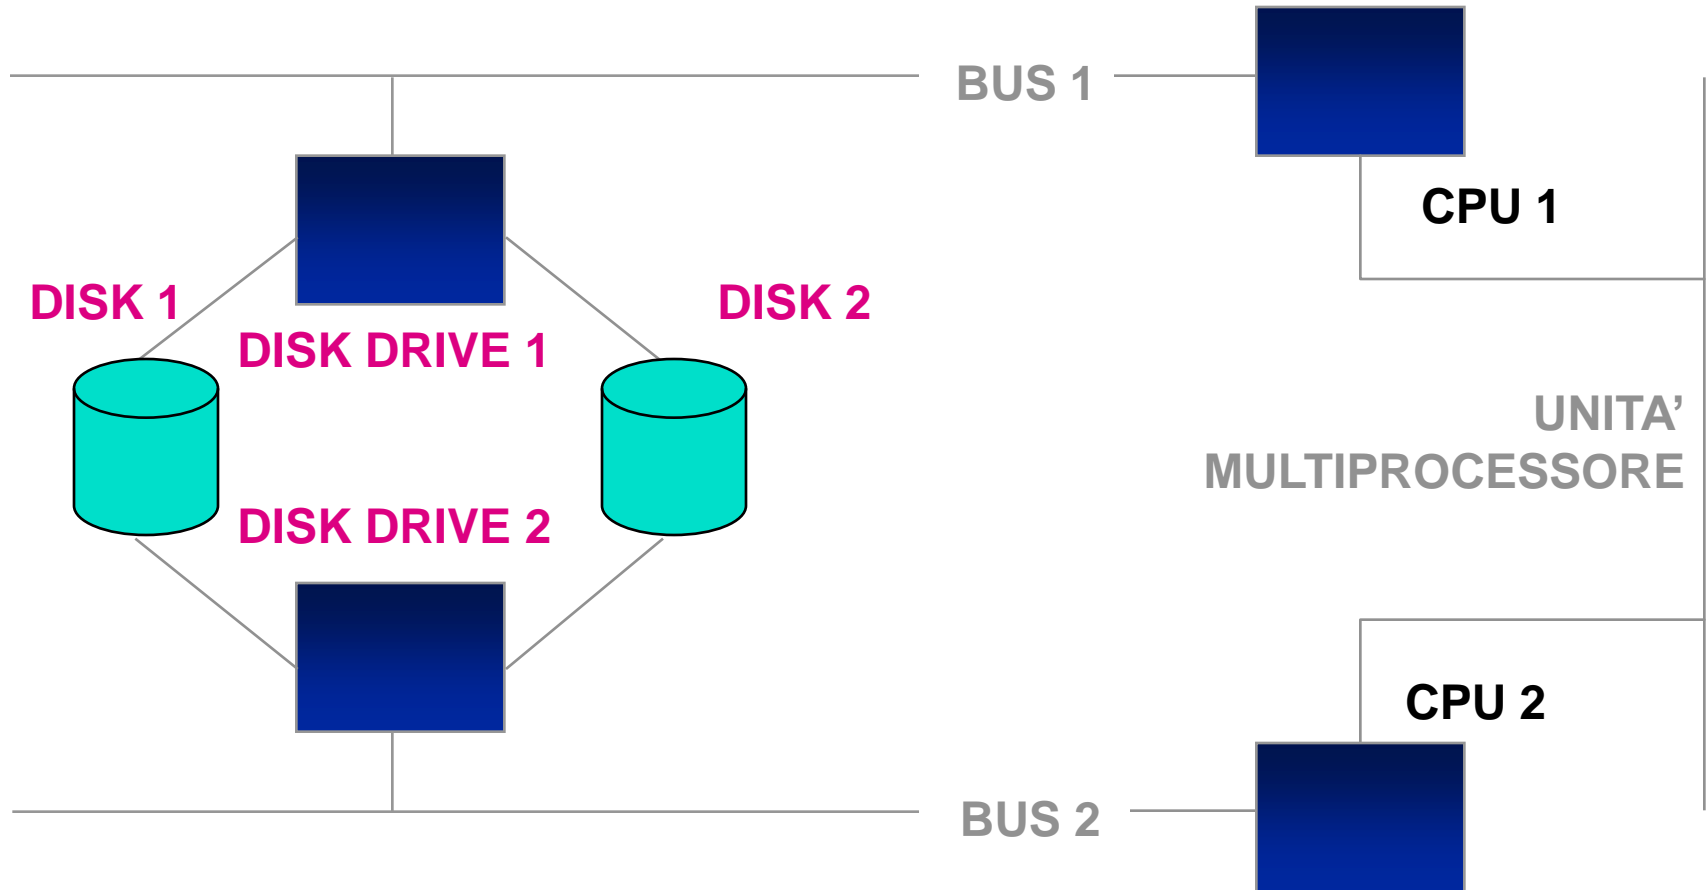 BUS 1
CPU 1
DISK 1
DISK 2
DISK DRIVE 1
UNITA’
MULTIPROCESSORE
DISK DRIVE 2
CPU 2
BUS 2